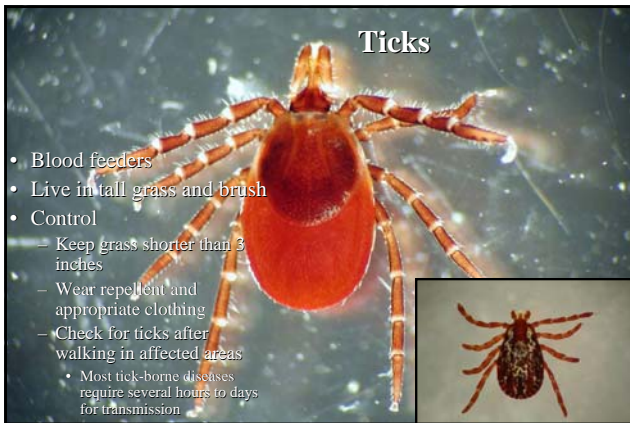 Ticks
• Blood feeders
• Live in tall grass and brush
• Control
– Keep grass shorter than 3
inches
– Wear repellent and
appropriate clothing
– Check for ticks after
walking in affected areas
• Most tick-borne diseases
require several hours to days
for transmission